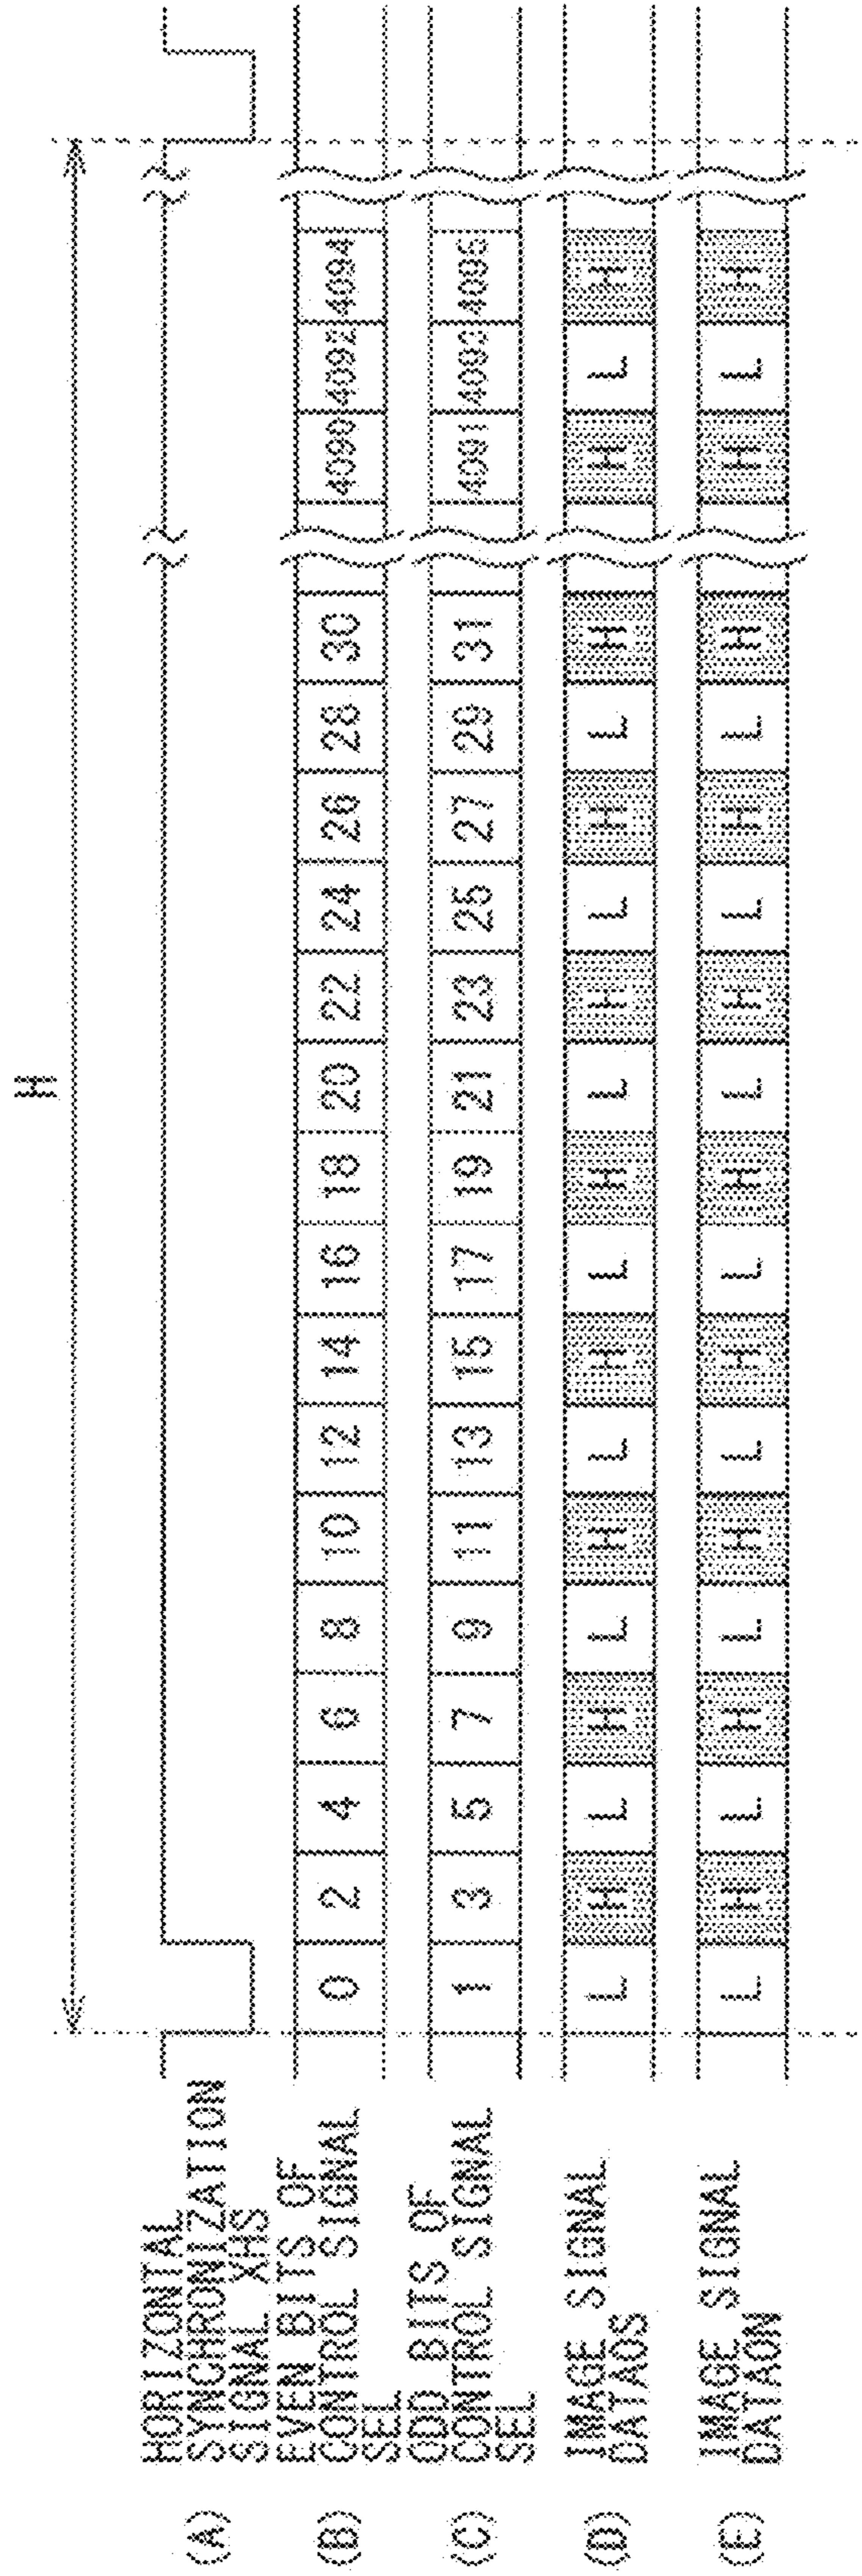 H
(A) HORIZONTAL
SYNCHRONIZATION
SIGNAL XHS
(B) EVEN BITS OF
CONTROL SIGNAL
SEL
0 2 4 6 8 10 12 14 16 18 20 22 24 26 28 30 4090 4092 4094
(C) ODD BITS OF
CONTROL SIGNAL
SEL
1 3 5 7 9 11 13 15 17 19 21 23 25 27 29 31 4091 4093 4095
(D) IMAGE SIGNAL
DATAOS
L H L H L H L H L H L H L H L H H L H
(E) IMAGE SIGNAL
DATAON
L H L H L H L H L H L H L H L H H L H